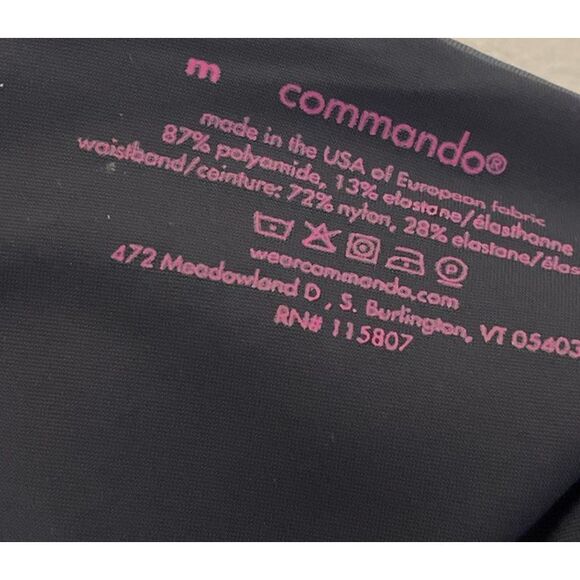 m commando®
made in the USA of European fabric
87% polyamide, 13% elastane/élasthanne
waistband/ceinture: 72% nylon, 28% elastane/élas
wearcommando.com
472 Meadowland D , S. Burlington, VT 05403
RN# 115807